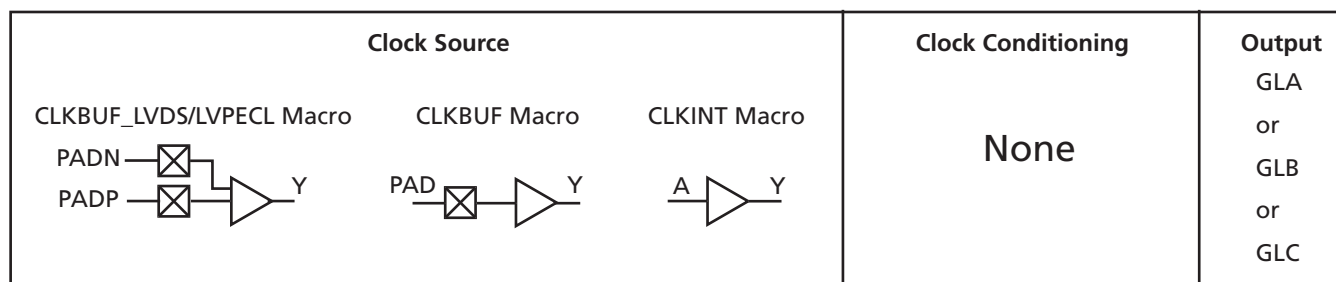 Clock Source
CLKBUF_LVDS/LVPECL Macro
PADN
PADP
Y
CLKBUF Macro
PAD
Y
CLKINT Macro
A
Y
Clock Conditioning
None
Output
GLA
or
GLB
or
GLC